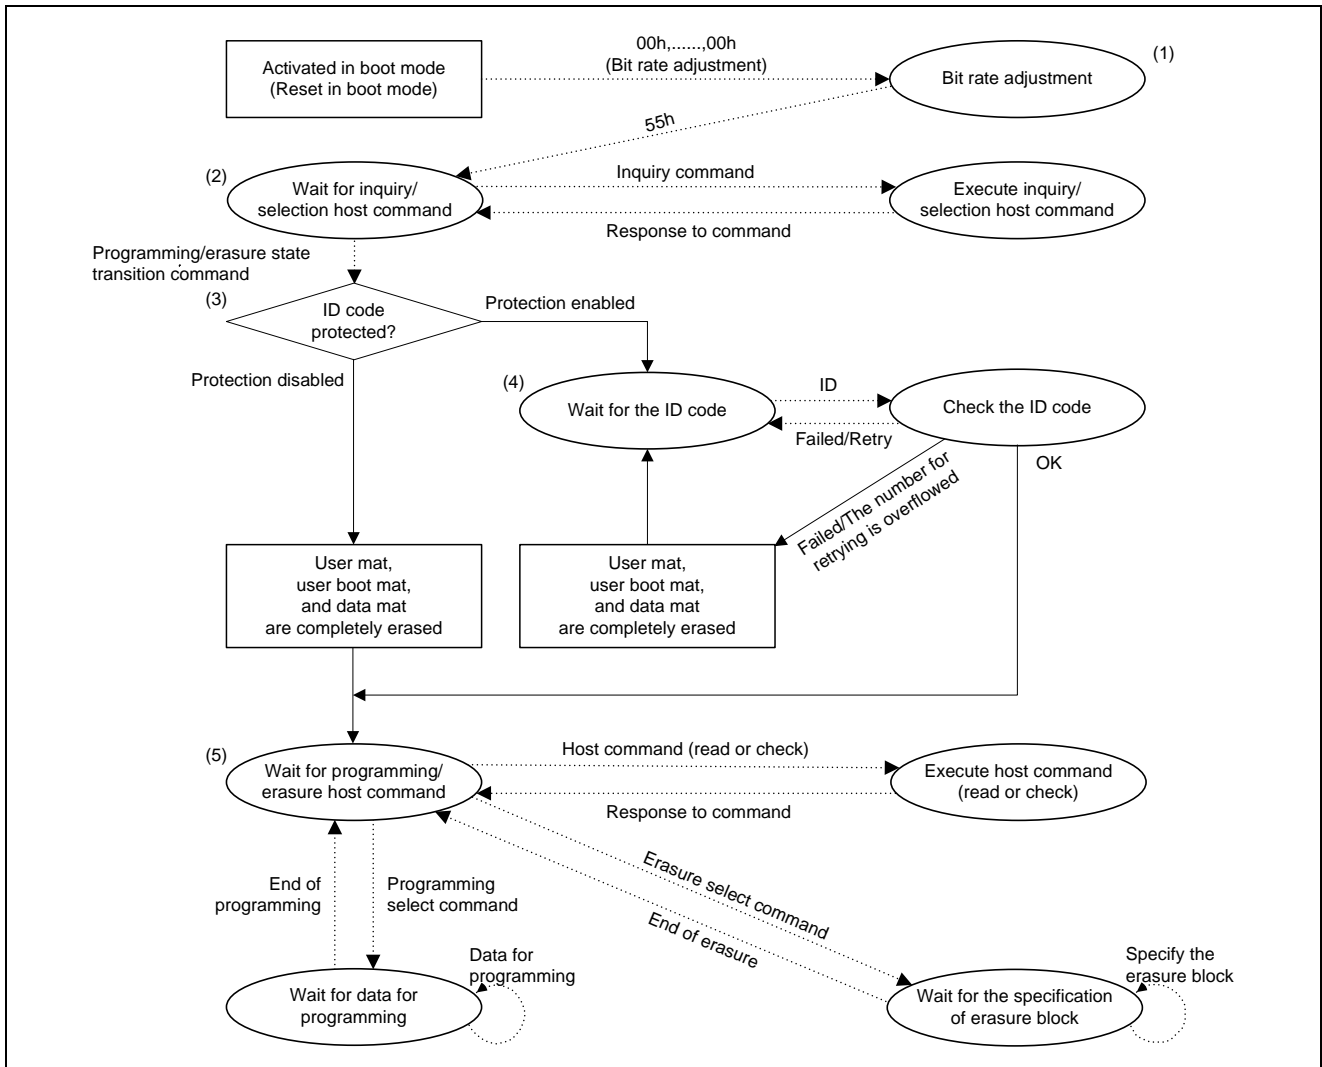 00h,......,00h
(Bit rate adjustment)
Activated in boot mode
(Reset in boot mode)
Bit rate adjustment
(1)
55h
(2)
Wait for inquiry/
selection host command
Inquiry command
Execute inquiry/
selection host command
Response to command
Programming/erasure state
transition command
(3)
ID code
protected?
Protection enabled
Protection disabled
(4)
Wait for the ID code
ID
Check the ID code
Failed/Retry
OK
Failed/The number for
retrying is overflowed
User mat,
user boot mat,
and data mat
are completely erased
User mat,
user boot mat,
and data mat
are completely erased
(5)
Wait for programming/
erasure host command
Host command (read or check)
Execute host command
(read or check)
Response to command
End of
programming
Programming
select command
Erasure select command
End of erasure
Data for
programming
Wait for data for
programming
Specify the
erasure block
Wait for the specification
of erasure block